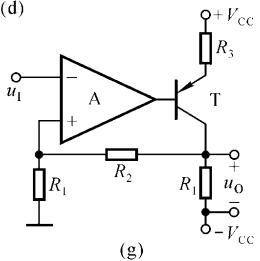 (d)
+V_CC
R_3
−
A
T
u_I
+
R_2
+
R_1
R_1
u_O
−
−V_CC
(g)